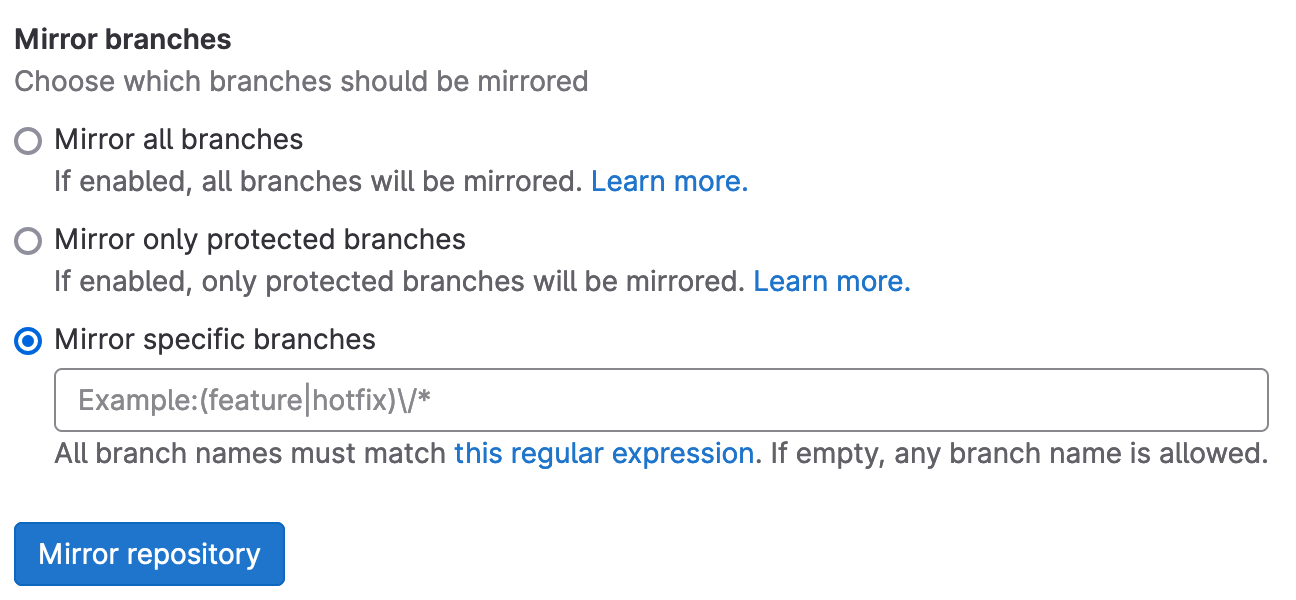 Mirror branches
Choose which branches should be mirrored
Mirror all branches
If enabled, all branches will be mirrored. Learn more.
Mirror only protected branches
If enabled, only protected branches will be mirrored. Learn more.
Mirror specific branches
Example:(feature|hotfix)\/*
All branch names must match this regular expression. If empty, any branch name is allowed.
Mirror repository